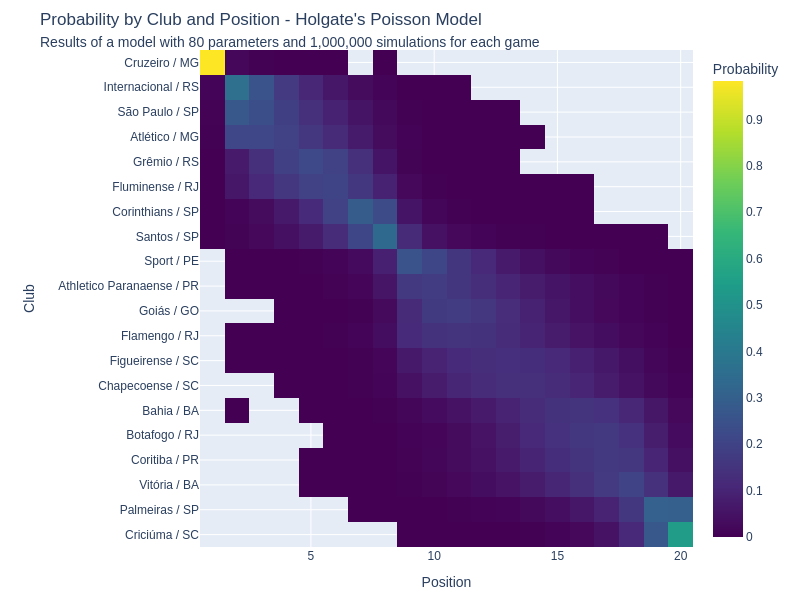 Probability by Club and Position - Holgate's Poisson Model
Results of a model with 80 parameters and 1,000,000 simulations for each game
Probability
Cruzeiro / MG
Internacional / RS
São Paulo / SP
Atlético / MG
Grêmio / RS
Fluminense / RJ
Corinthians / SP
Santos / SP
Sport / PE
Athletico Paranaense / PR
Goiás / GO
Flamengo / RJ
Figueirense / SC
Chapecoense / SC
Bahia / BA
Botafogo / RJ
Coritiba / PR
Vitória / BA
Palmeiras / SP
Criciúma / SC
Club
5
10
15
20
Position
0.9
0.8
0.7
0.6
0.5
0.4
0.3
0.2
0.1
0